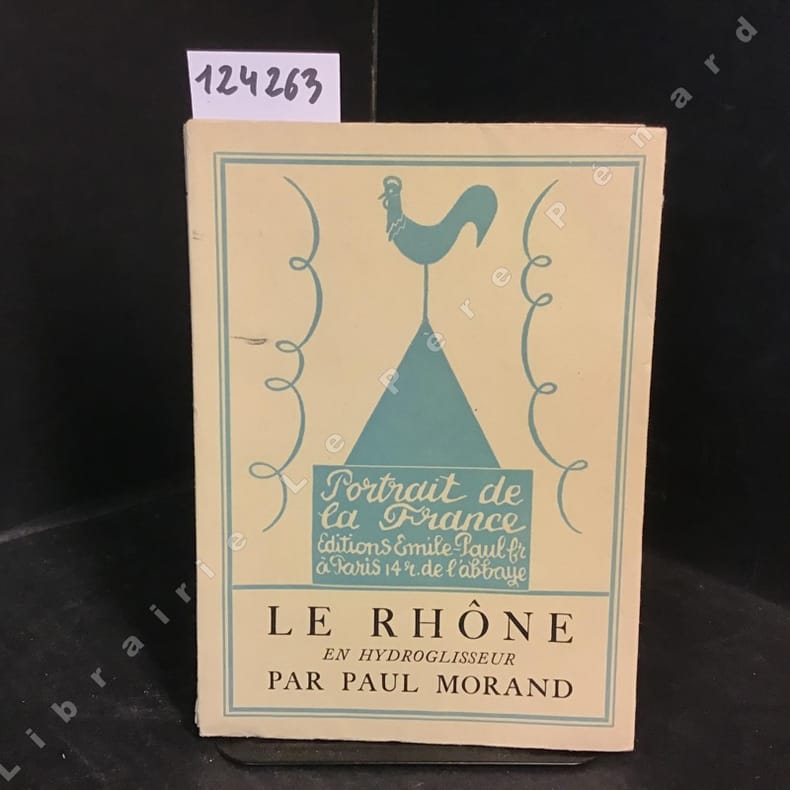 124263
Portrait de
la France
Editions Emile-Paul fr
à Paris 14 r. de l'abbaye
LE RHÔNE
EN HYDROGLISSEUR
PAR PAUL MORAND
Librairie Le Père Pénard